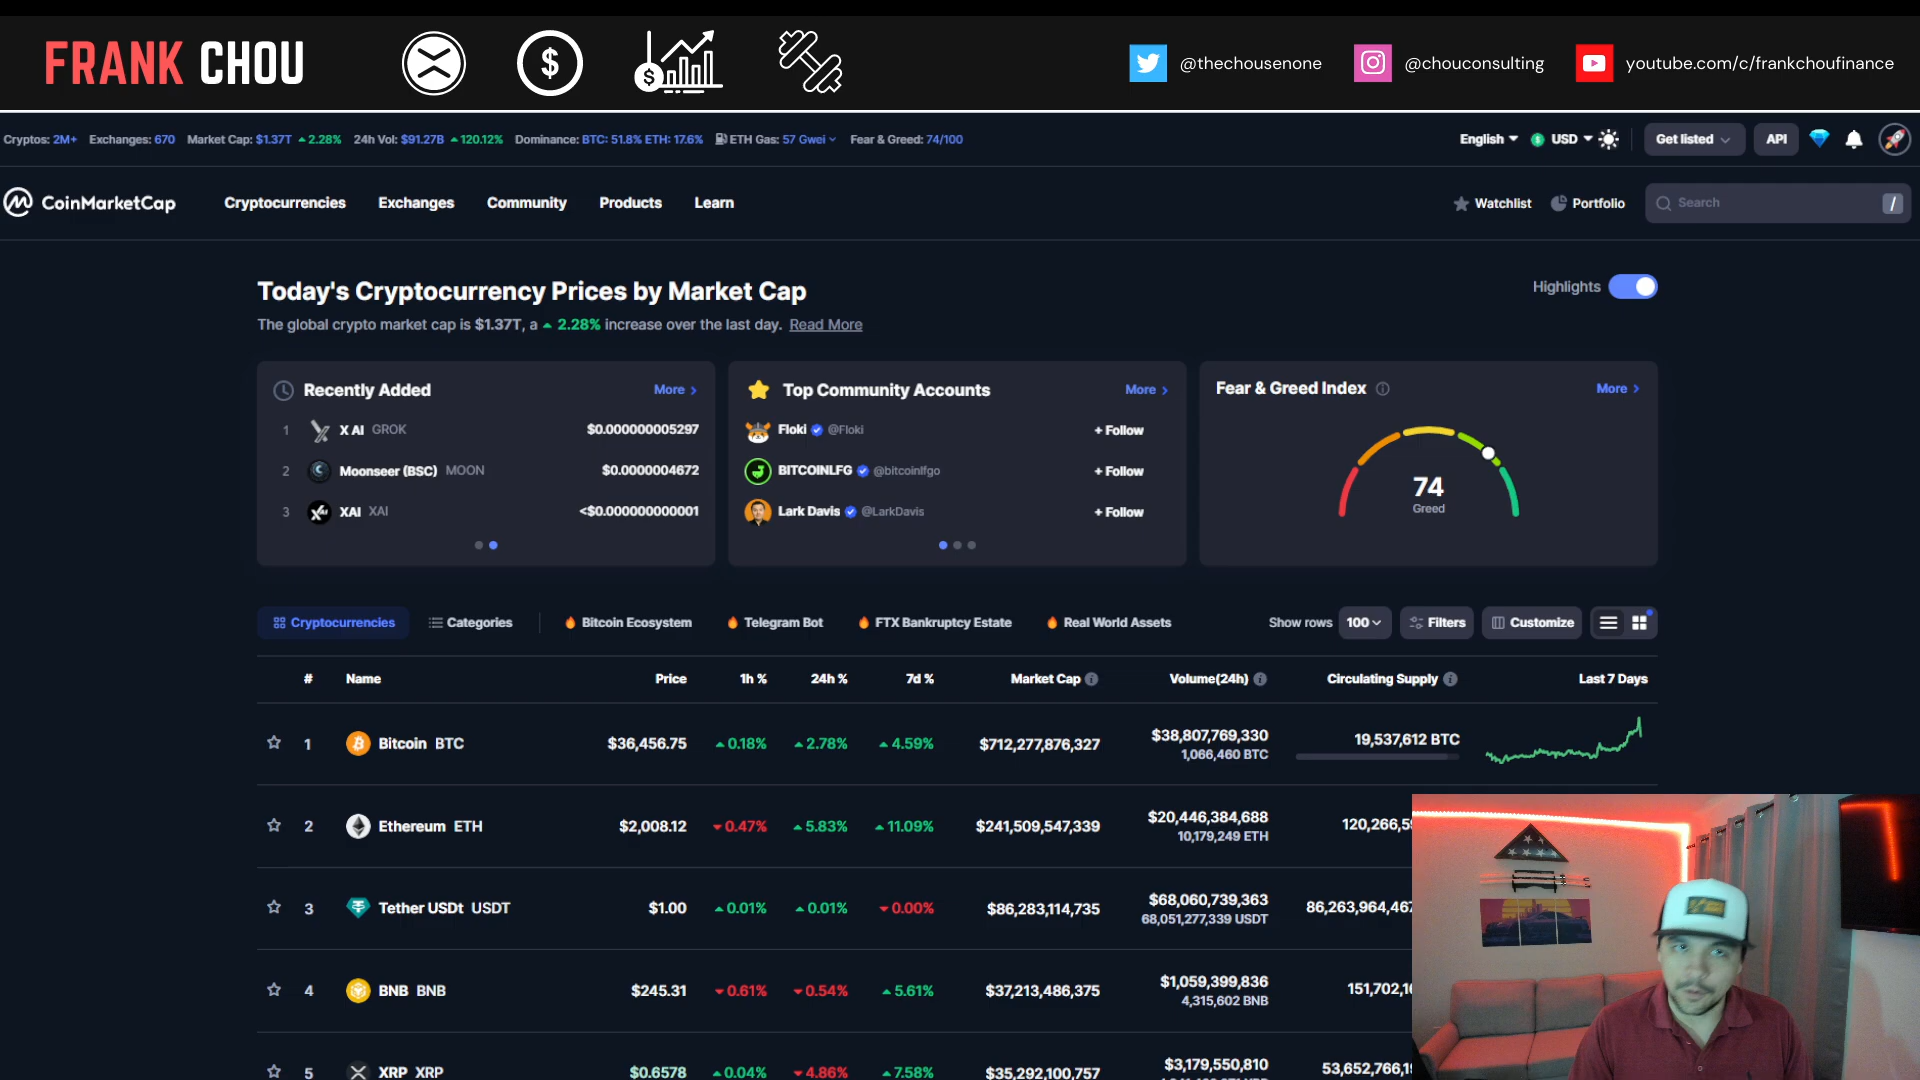 FRANK CHOU
$
$
@thechousenone
@chouconsulting
youtube.com/c/frankchoufinance
Cryptos: 2M+ Exchanges: 670 Market Cap: $1.37T 2.28% 24h Vol: $91.27B 120.12% Dominance: BTC: 51.8% ETH: 17.6% ETH Gas: 57 Gwei Fear & Greed: 74/100
English USD Get listed API
CoinMarketCap Cryptocurrencies Exchanges Community Products Learn
Watchlist Portfolio Search /
Today's Cryptocurrency Prices by Market Cap
Highlights
The global crypto market cap is $1.37T, a 2.28% increase over the last day. Read More
Recently Added More
1 X AI GROK $0.000000005297
2 Moonseer (BSC) MOON $0.0000004672
3 XAI XAI <$0.000000000001
Top Community Accounts More
Floki @Floki + Follow
BITCOINLFG @bitcoinlfgo + Follow
Lark Davis @LarkDavis + Follow
Fear & Greed Index More
74
Greed
Cryptocurrencies Categories Bitcoin Ecosystem Telegram Bot FTX Bankruptcy Estate Real World Assets
Show rows 100 Filters Customize
# Name Price 1h % 24h % 7d % Market Cap Volume(24h) Circulating Supply Last 7 Days
1 Bitcoin BTC $36,456.75 0.18% 2.78% 4.59% $712,277,876,327 $38,807,769,330 19,537,612 BTC
1,066,460 BTC
2 Ethereum ETH $2,008.12 0.47% 5.83% 11.09% $241,509,547,339 $20,446,384,688
10,179,249 ETH
3 Tether USDt USDT $1.00 0.01% 0.01% 0.00% $86,283,114,735 $68,060,739,363
68,051,277,339 USDT
4 BNB BNB $245.31 0.61% 0.54% 5.61% $37,213,486,375 $1,059,399,836
4,315,602 BNB
5 XRP XRP $0.6578 0.04% 4.86% 7.58% $35,292,100,757 $3,179,550,810